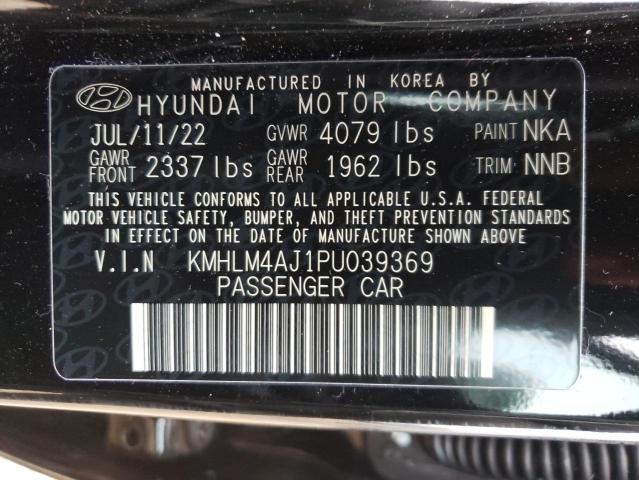 MANUFACTURED IN KOREA BY
HYUNDAI MOTOR COMPANY
JUL/11/22 GVWR 4079 lbs PAINT NKA
GAWR FRONT 2337 lbs GAWR REAR 1962 lbs TRIM NNB
THIS VEHICLE CONFORMS TO ALL APPLICABLE U.S.A. FEDERAL
MOTOR VEHICLE SAFETY, BUMPER, AND THEFT PREVENTION STANDARDS
IN EFFECT ON THE DATE OF MANUFACTURE SHOWN ABOVE.
V.I.N KMHLM4AJ1PU039369
PASSENGER CAR